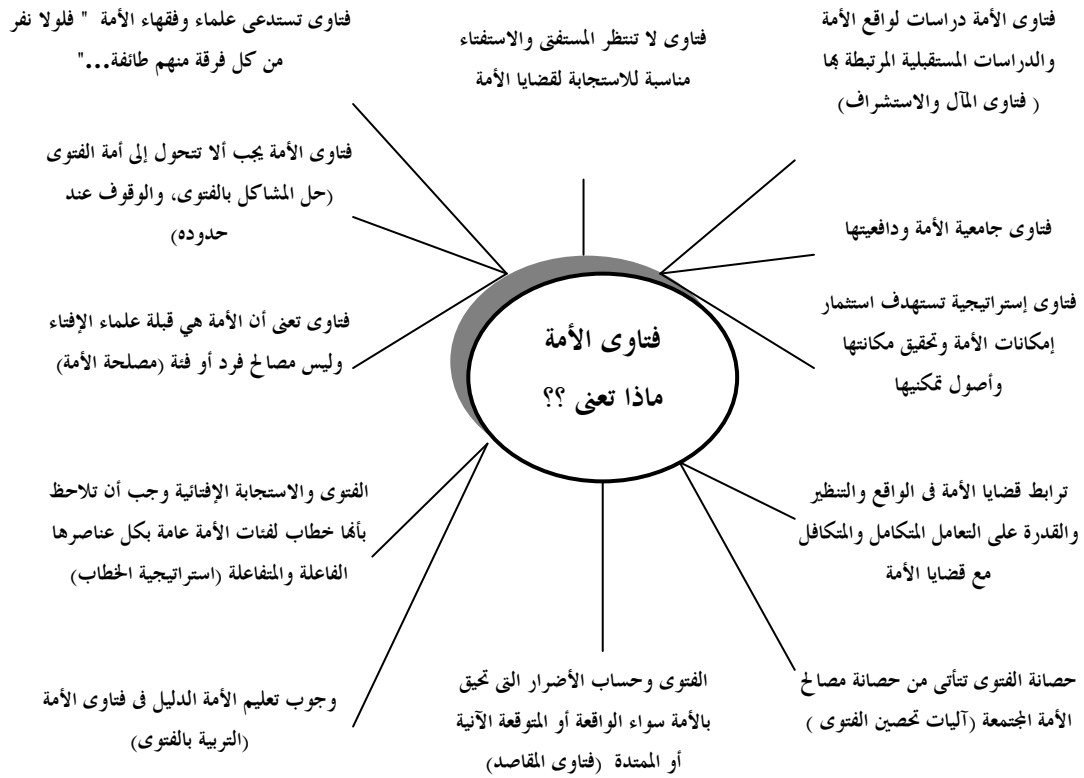 فتاوى الأمة دراسات لواقع الأمة
والدراسات المستقبلية المرتبطة بها
( فتاوى المآل والاستشراف)
فتاوى لا تنتظر المستفتى والاستفتاء
مناسبة للاستجابة لقضايا الأمة
فتاوى تستدعى علماء وفقهاء الأمة " فلولا نفر
من كل فرقة منهم طائفة..."
فتاوى جامعية الأمة ودافعيتها
فتاوى الأمة يجب ألا تتحول إلى أمة الفتوى
(حل المشاكل بالفتوى، والوقوف عند
حدوده)
فتاوى إستراتيجية تستهدف استثمار
إمكانات الأمة وتحقيق مكانتها
وأصول تمكنيها
فتاوى تعنى أن الأمة هي قبلة علماء الإفتاء
وليس مصالح فرد أو فئة (مصلحة الأمة)
فتاوى الأمة
ماذا تعنى ؟؟
ترابط قضايا الأمة فى الواقع والتنظير
والقدرة على التعامل المتكامل والمتكافل
مع قضايا الأمة
الفتوى والاستجابة الإفتائية وجب أن تلاحظ
بأنها خطاب لفئات الأمة عامة بكل عناصرها
الفاعلة والمتفاعلة (استراتيجية الخطاب)
حصانة الفتوى تتأتى من حصانة مصالح
الأمة المجتمعة (آليات تحصين الفتوى )
الفتوى وحساب الأضرار التى تحيق
بالأمة سواء الواقعة أو المتوقعة الآنية
أو الممتدة (فتاوى المقاصد)
وجوب تعليم الأمة الدليل فى فتاوى الأمة
(التربية بالفتوى)